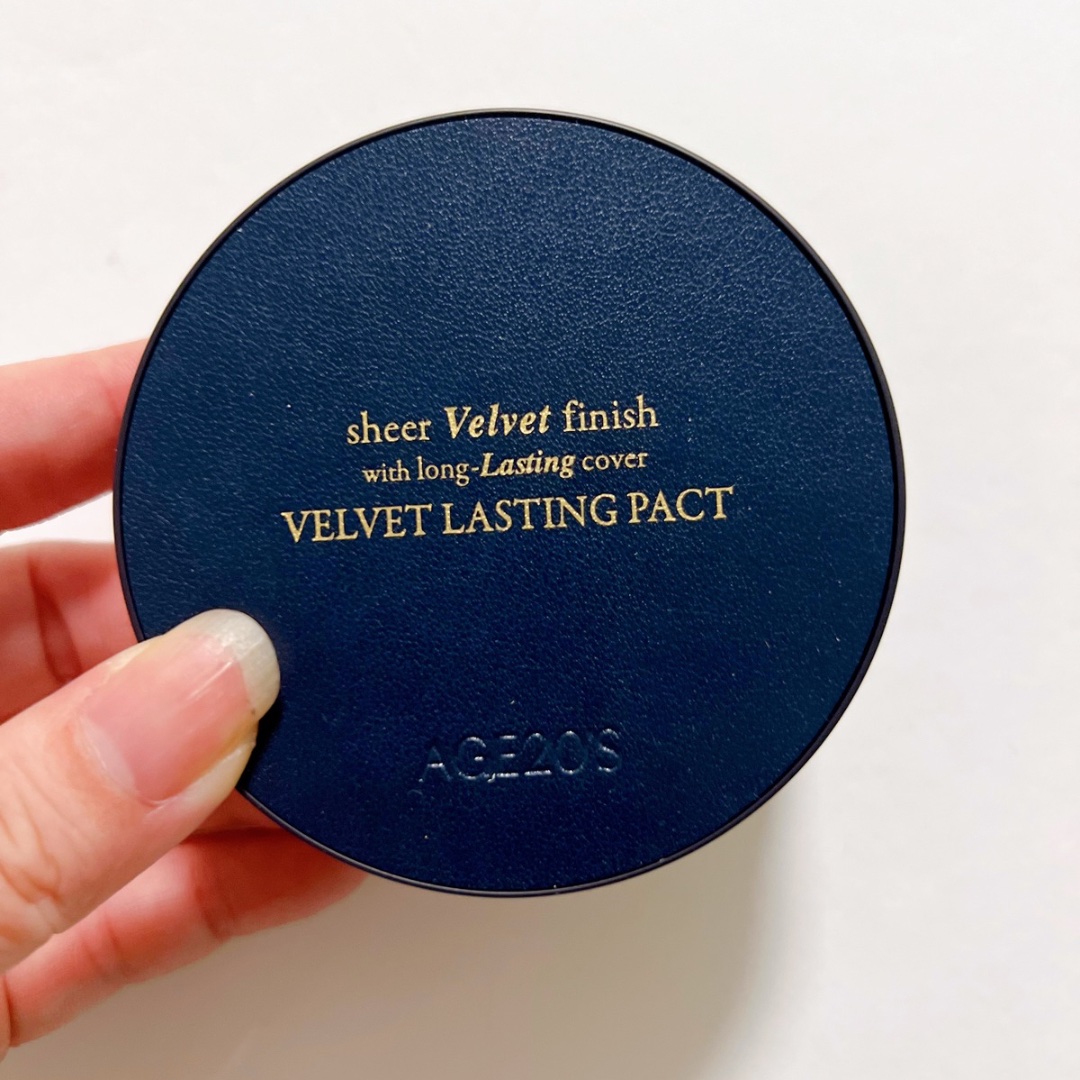 sheer Velvet finish
with long-Lasting cover
VELVET LASTING PACT
AGE20'S